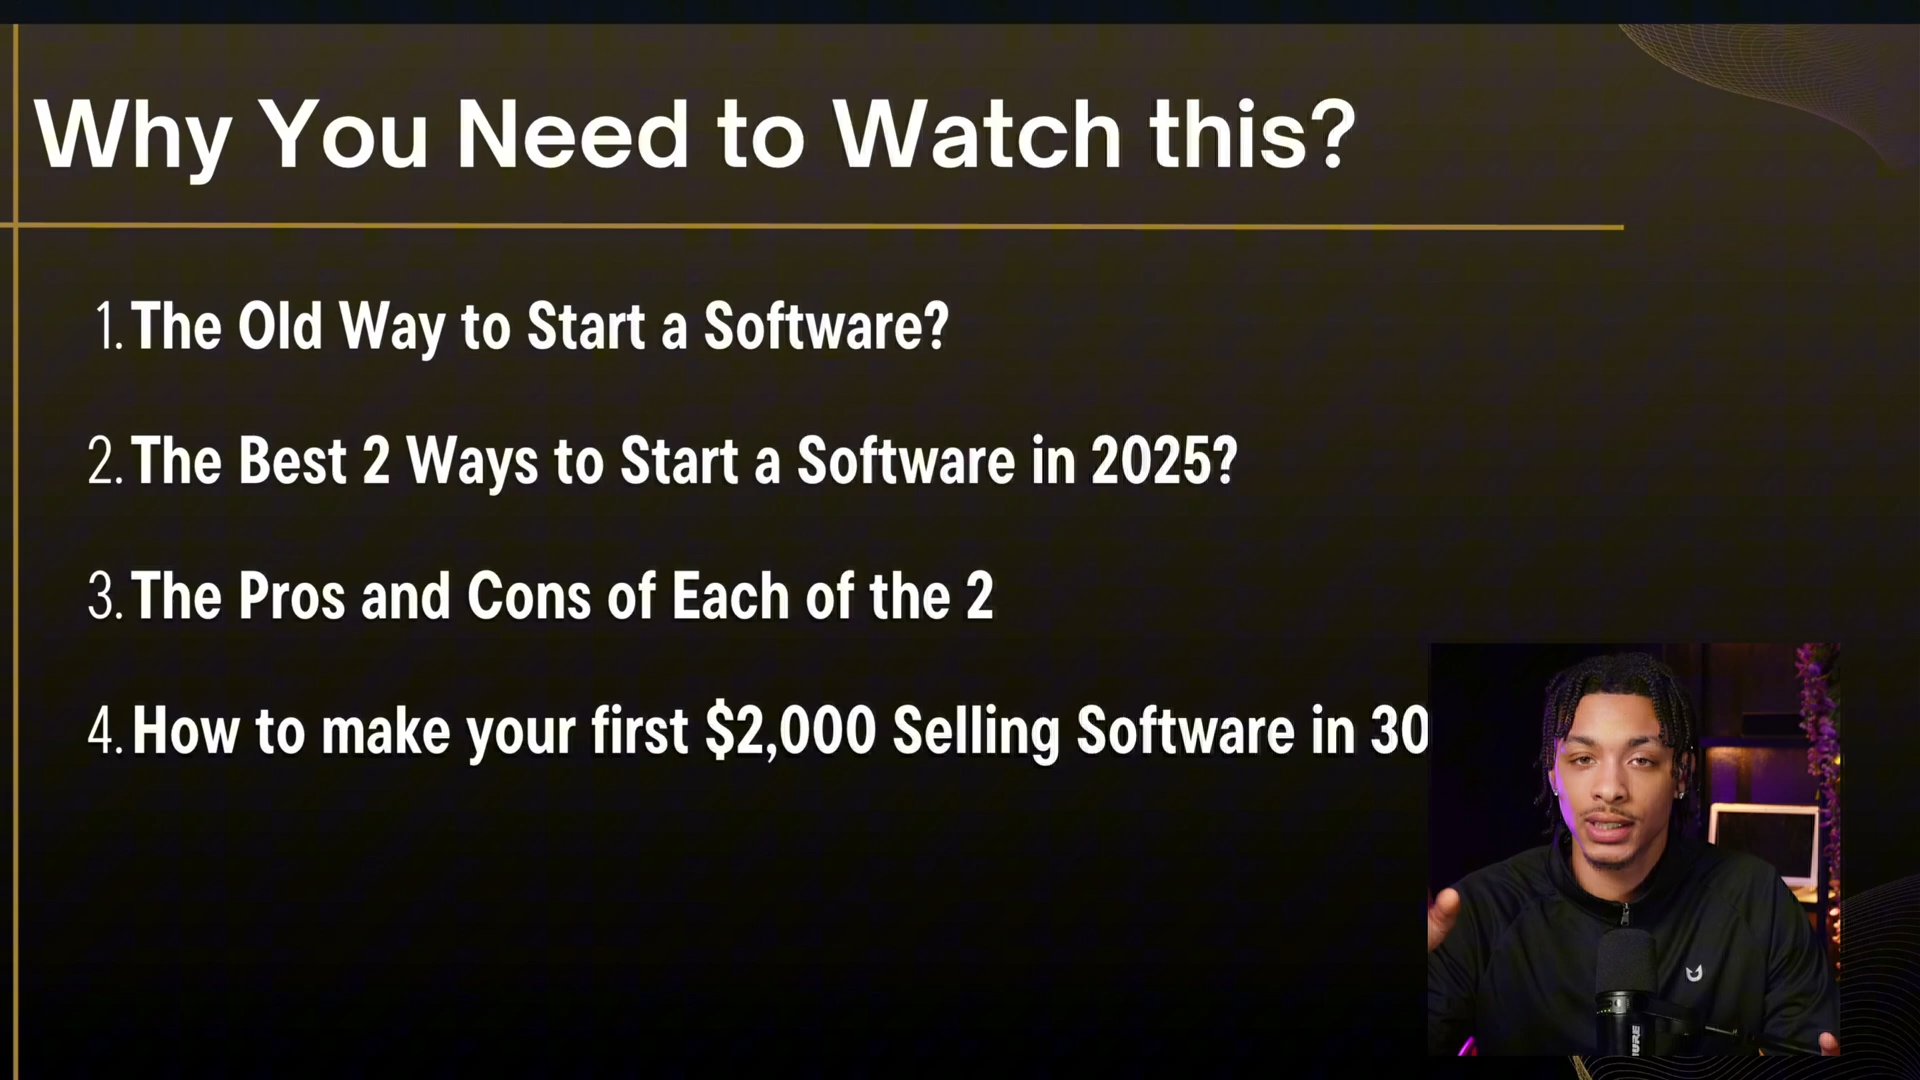 Why You Need to Watch this?
1. The Old Way to Start a Software?
2. The Best 2 Ways to Start a Software in 2025?
3. The Pros and Cons of Each of the 2
4. How to make your first $2,000 Selling Software in 30